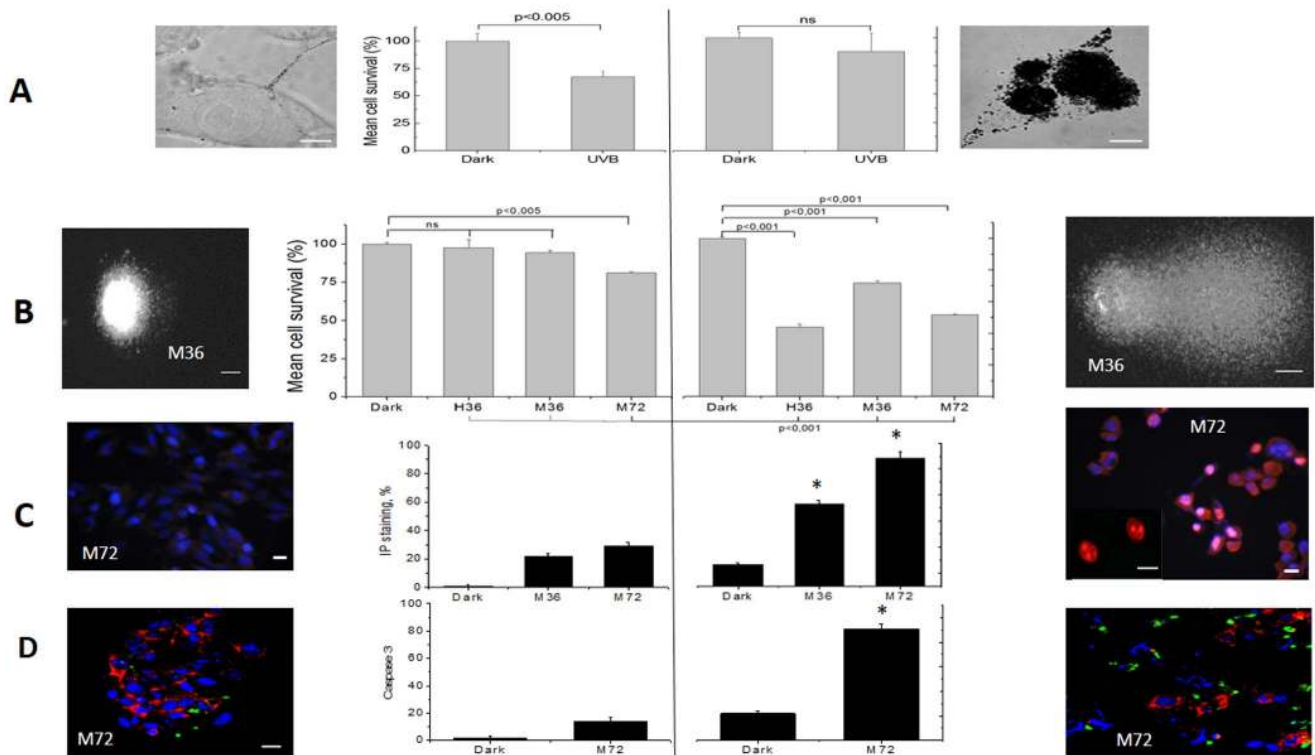 A
Mean cell survival (%)
100
75
50
25
0
p<0.005
Dark
UVB
ns
Dark
UVB
B
M36
Mean cell survival (%)
100
75
50
25
0
p<0,005
ns
Dark
H36
M36
M72
p<0,001
p<0,001
p<0,001
Dark
H36
M36
M72
p<0,001
M36
C
M72
IP staining, %
100
80
60
40
20
0
Dark
M36
M72
*
*
Dark
M36
M72
M72
D
M72
Caspase 3
100
80
60
40
20
0
Dark
M72
*
Dark
M72
M72